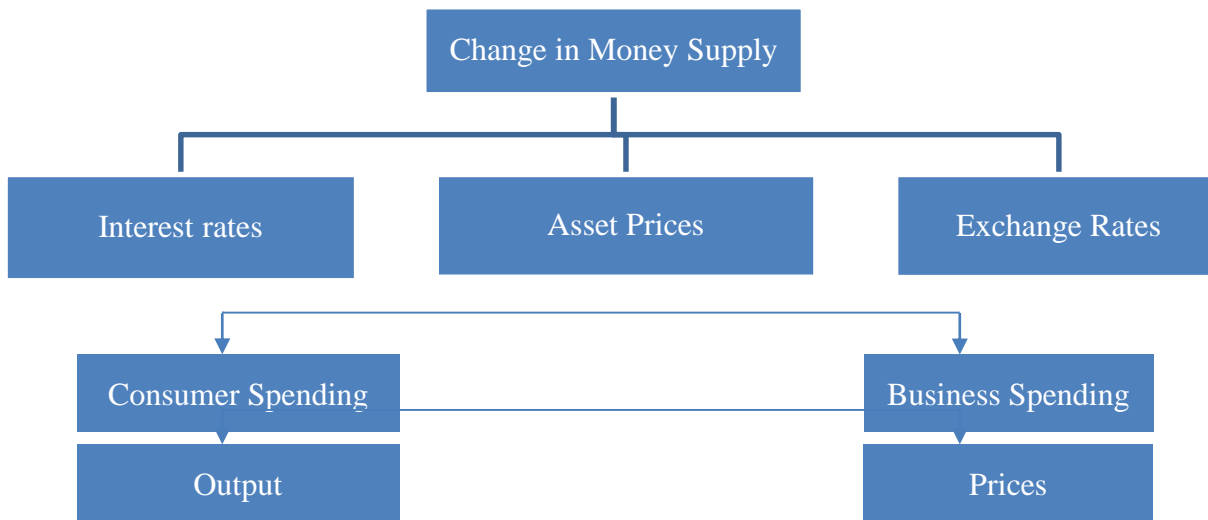 Change in Money Supply
Interest rates
Asset Prices
Exchange Rates
Consumer Spending
Business Spending
Output
Prices